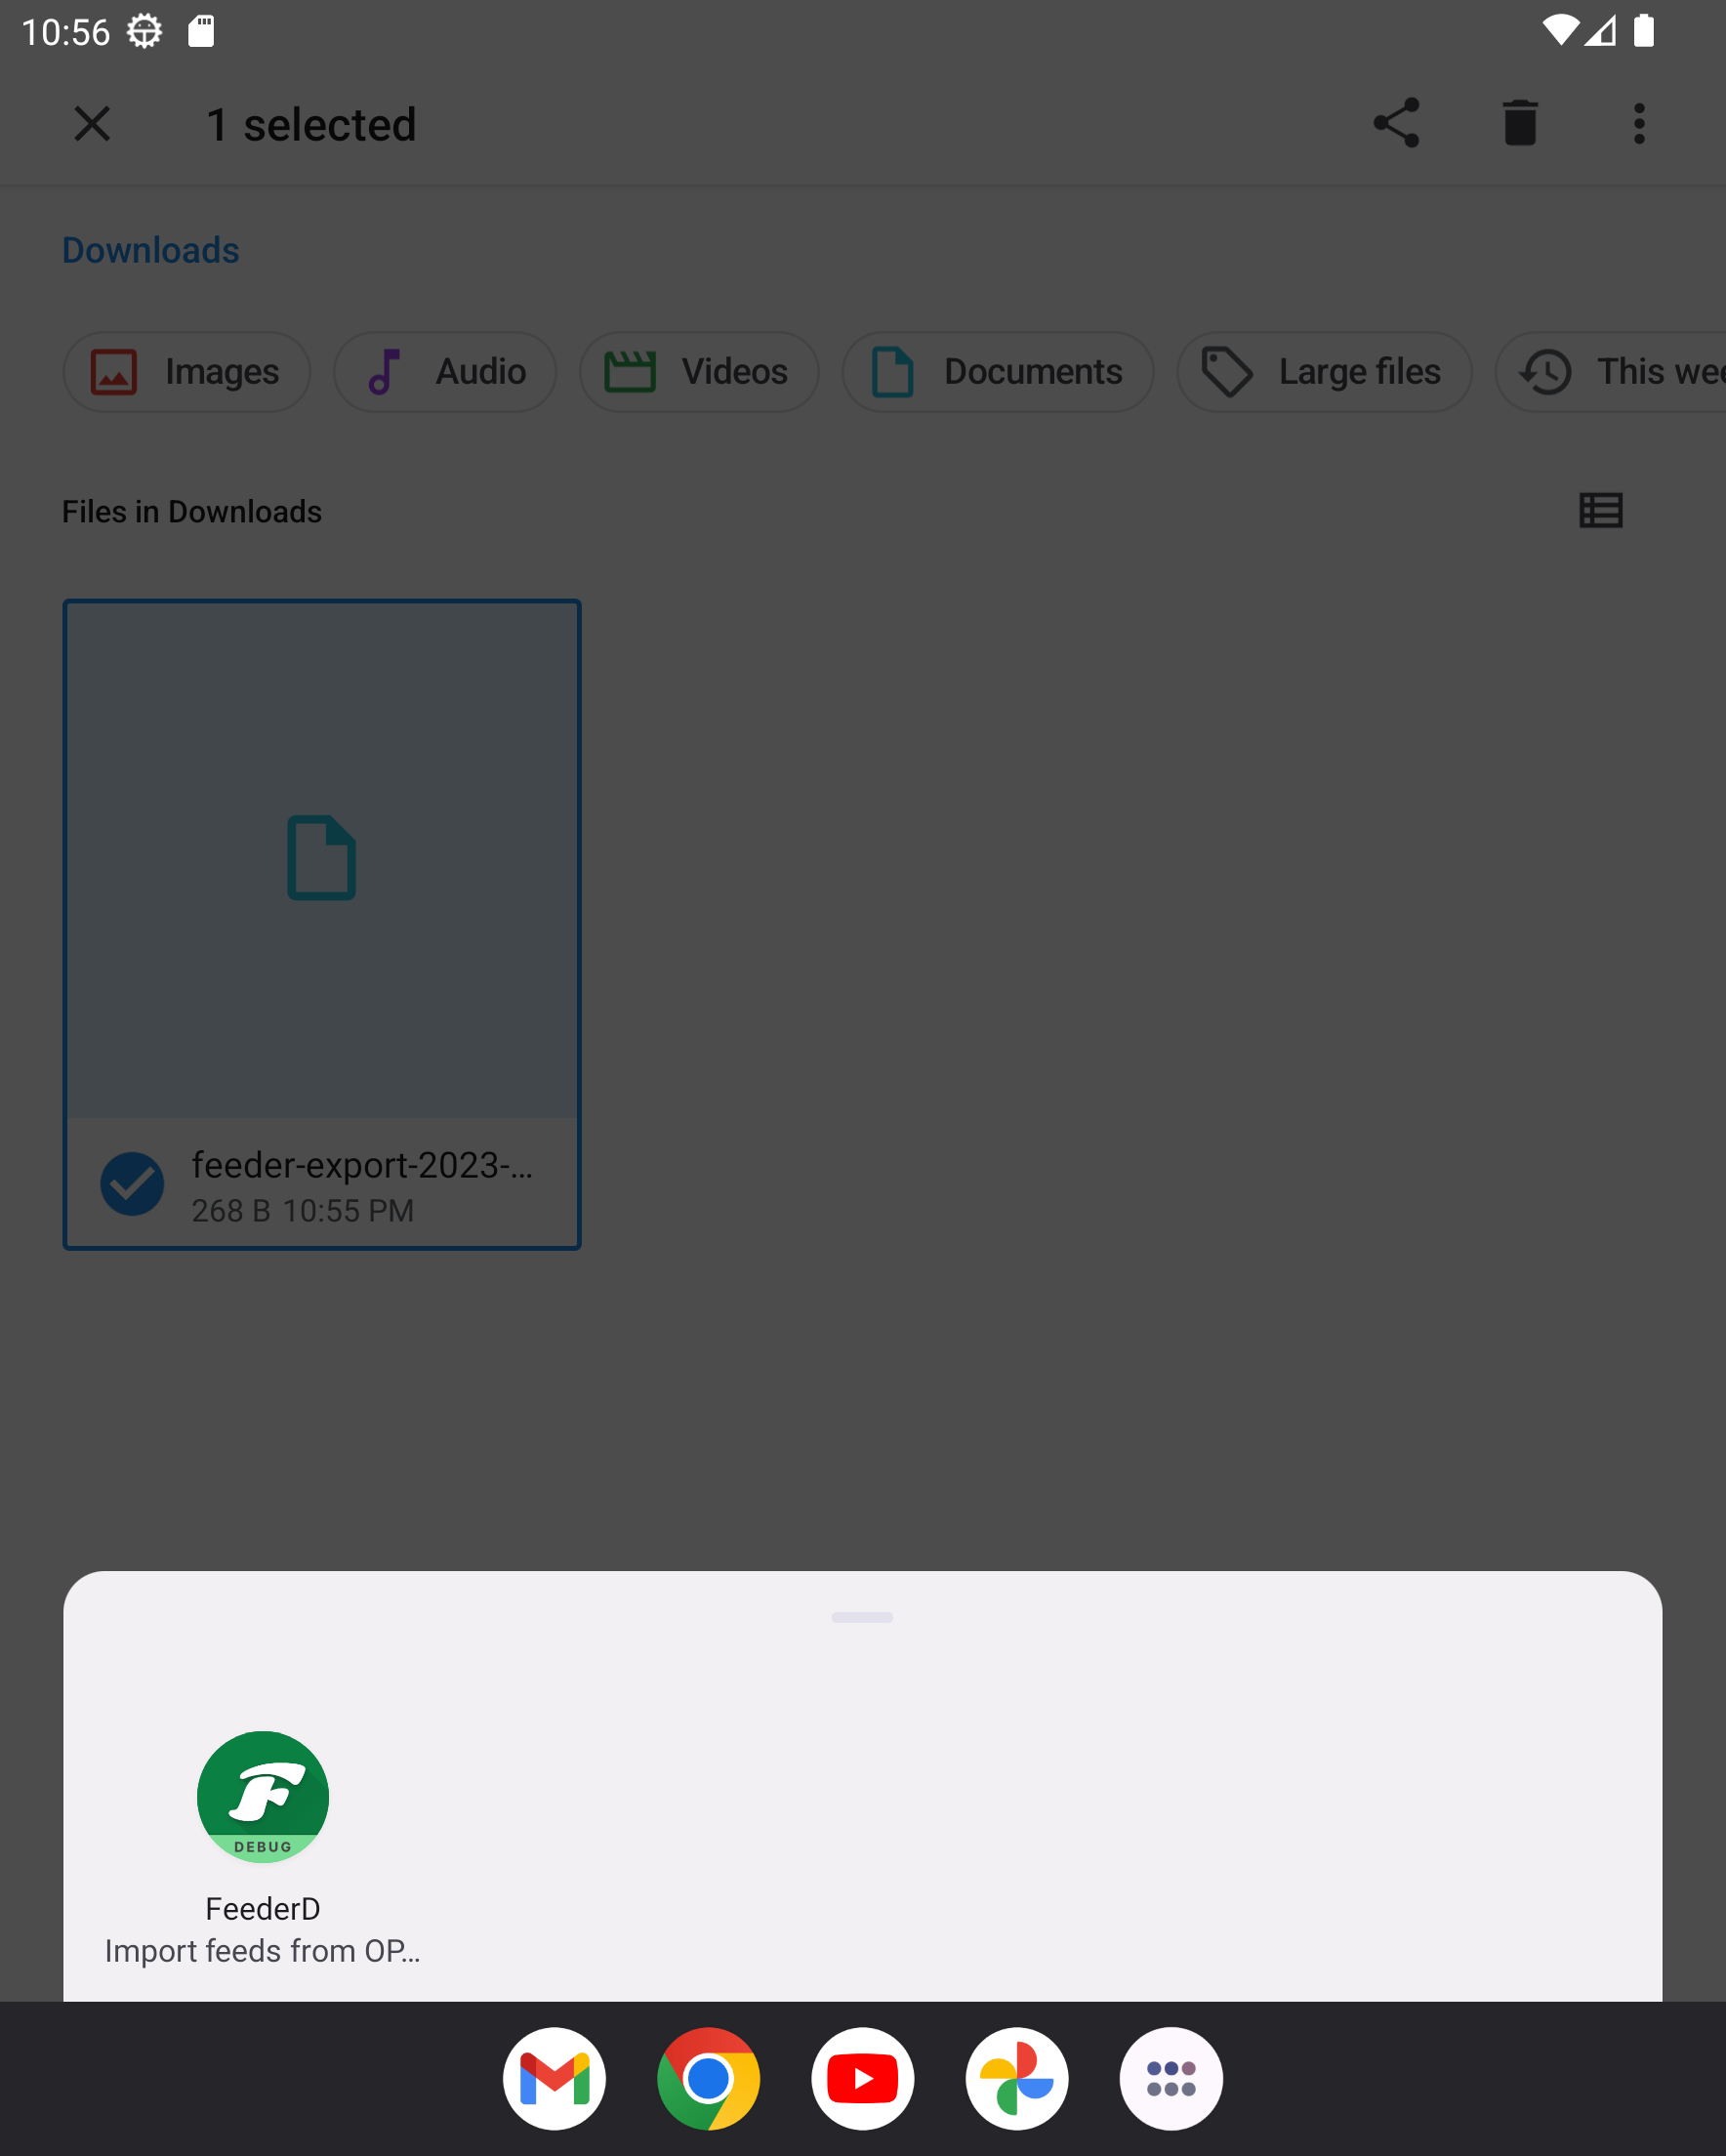 10:56
1 selected
Downloads
Images
Audio
Videos
Documents
Large files
This wee
Files in Downloads
feeder-export-2023-...
268 B 10:55 PM
DEBUG
FeederD
Import feeds from OP...